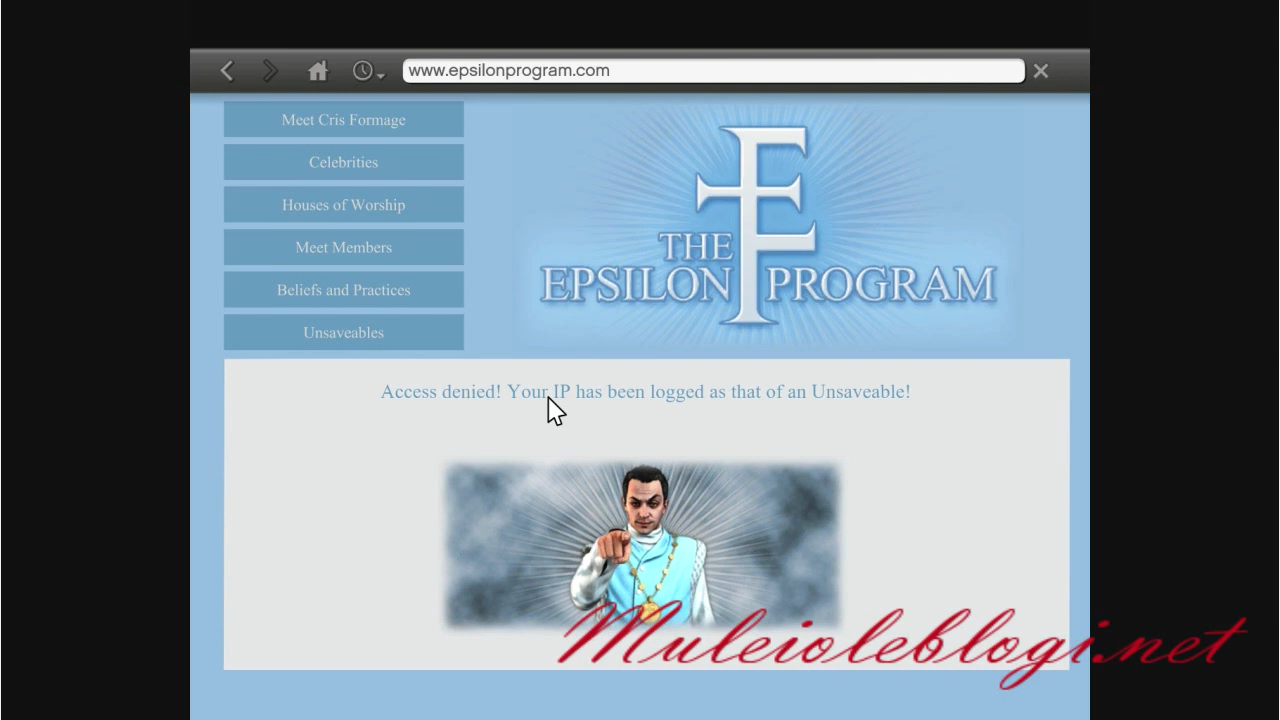 www.epsilonprogram.com
Meet Cris Formage
Celebrities
Houses of Worship
Meet Members
Beliefs and Practices
Unsaveables
THE
EPSILON PROGRAM
Access denied! Your IP has been logged as that of an Unsaveable!
Muleioleblogi.net